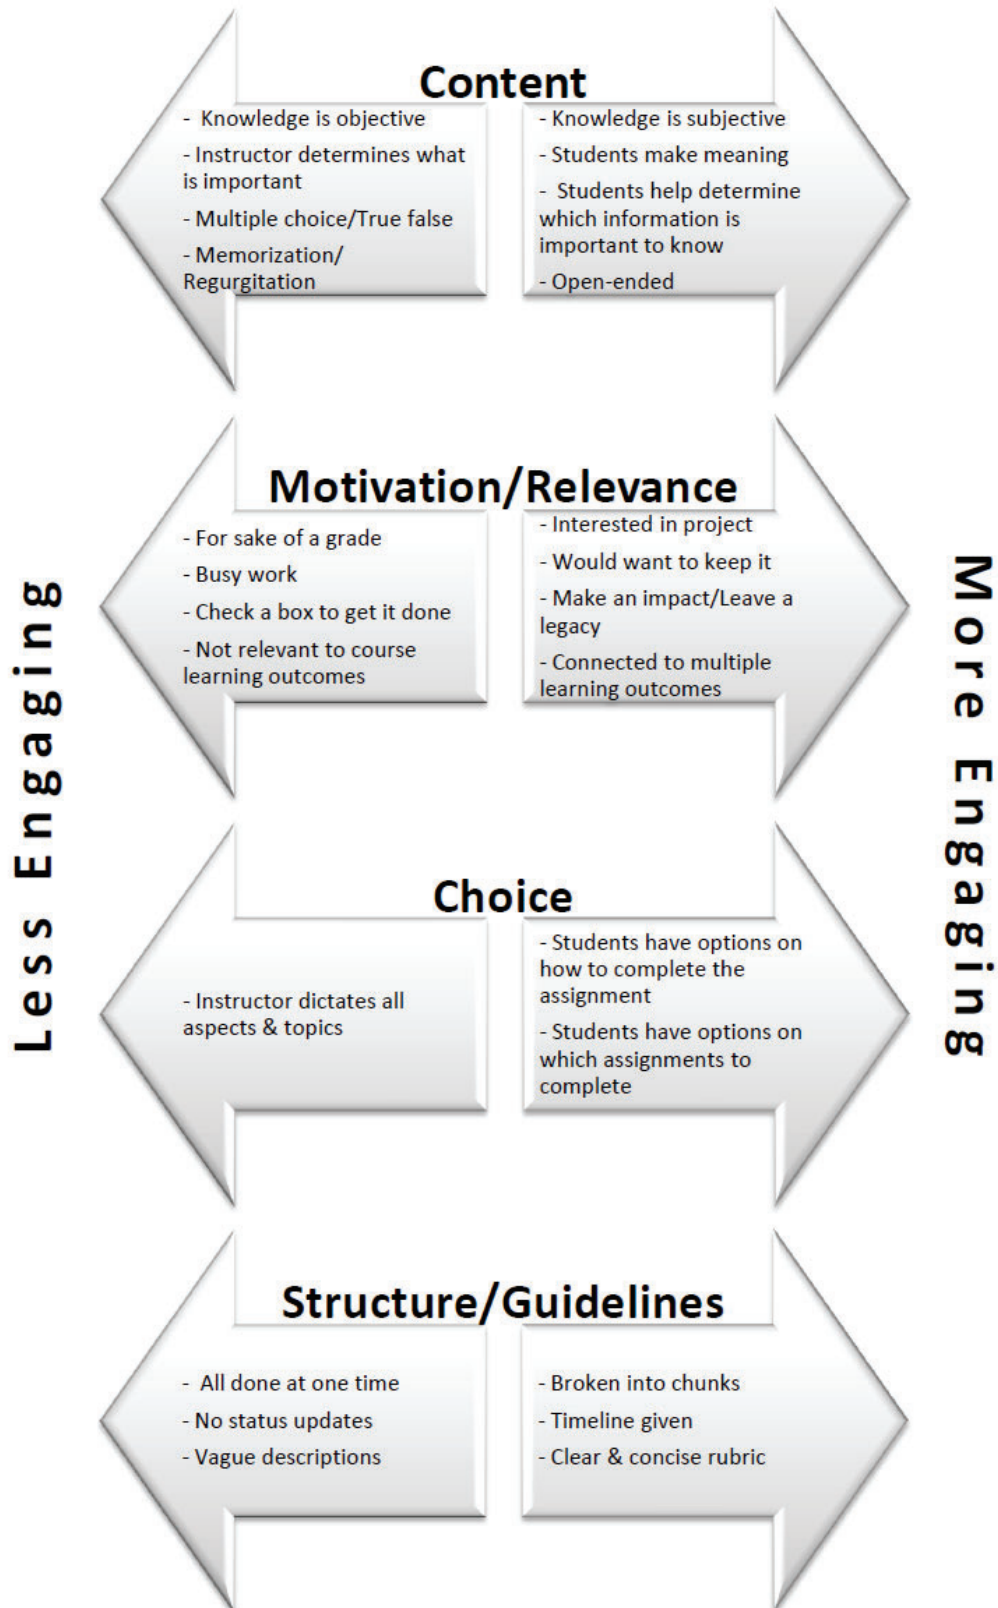 Content
- Knowledge is objective
- Instructor determines what
is important
- Multiple choice/True false
- Memorization/
Regurgitation
- Knowledge is subjective
- Students make meaning
- Students help determine
which information is
important to know
- Open-ended
Motivation/Relevance
- For sake of a grade
- Busy work
- Check a box to get it done
- Not relevant to course
learning outcomes
- Interested in project
- Would want to keep it
- Make an impact/Leave a
legacy
- Connected to multiple
learning outcomes
Less Engaging
More Engaging
Choice
- Instructor dictates all
aspects & topics
- Students have options on
how to complete the
assignment
- Students have options on
which assignments to
complete
Structure/Guidelines
- All done at one time
- No status updates
- Vague descriptions
- Broken into chunks
- Timeline given
- Clear & concise rubric